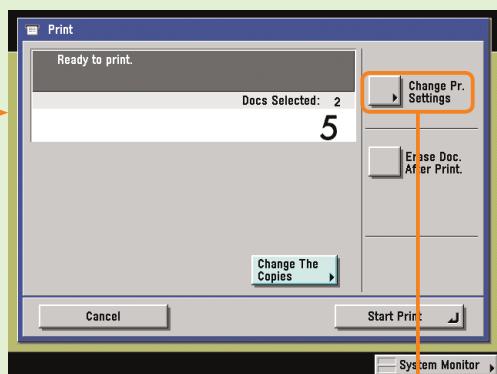 Print
Ready to print.
Docs Selected: 2
5
Change Pr.
Settings
Erase Doc.
After Print.
Change The
Copies
Cancel
Start Print
System Monitor